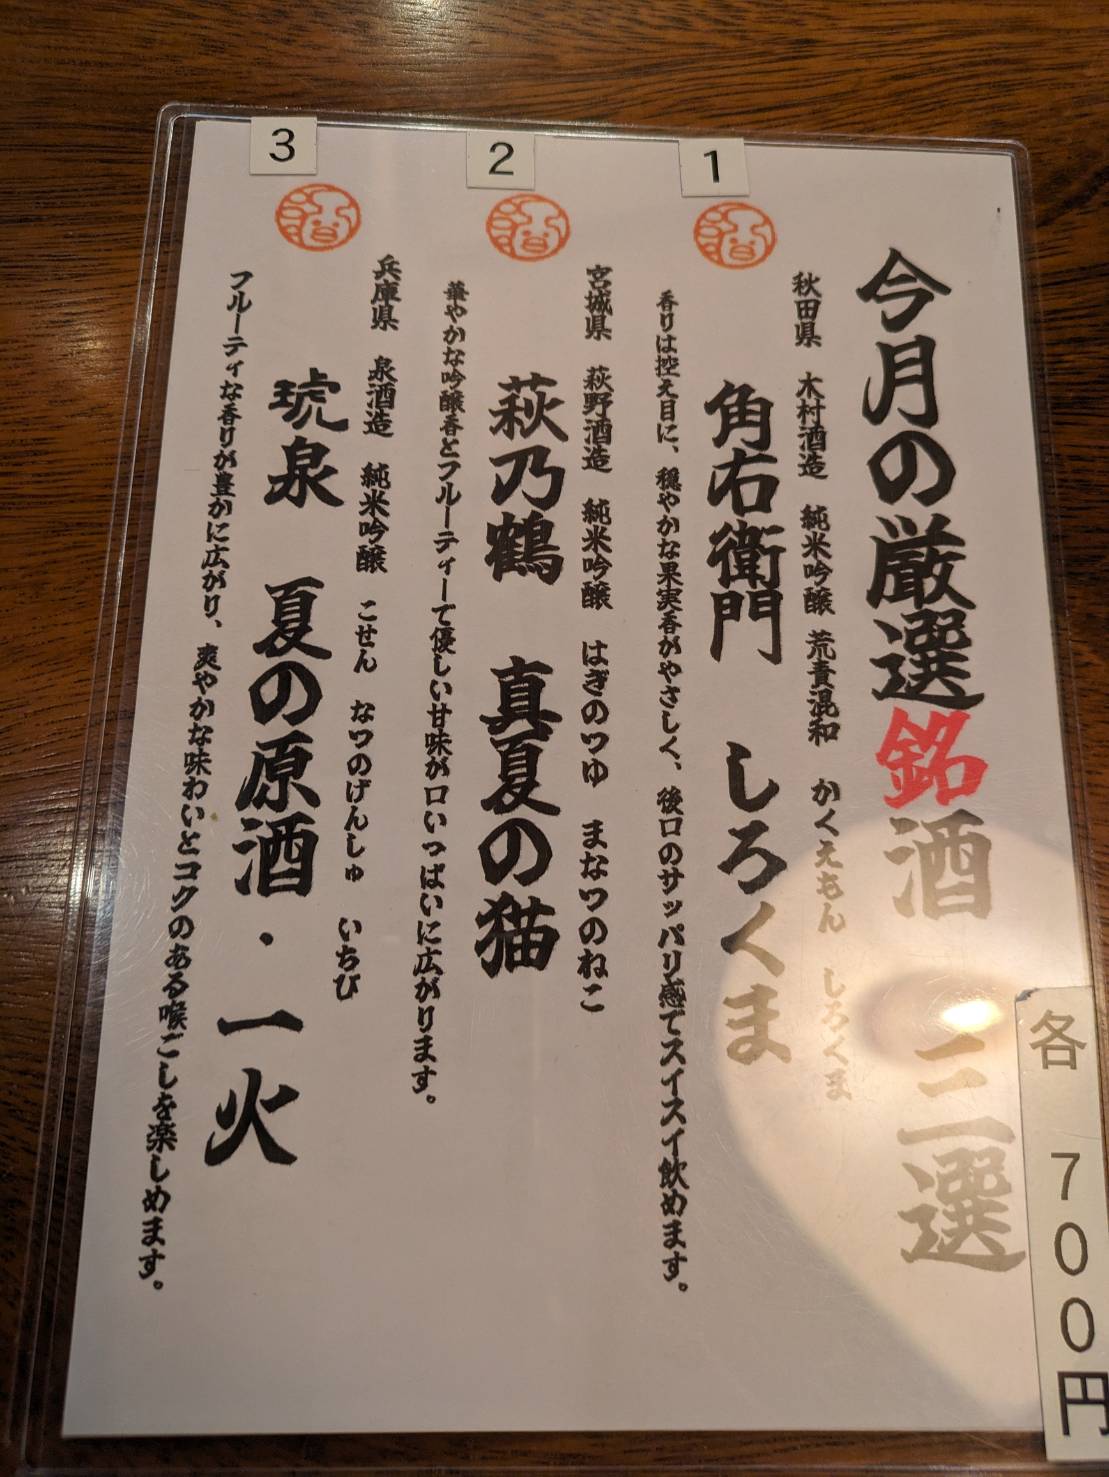 今月の厳選銘酒 三選
各 700円
1
秋田県 木村酒造 純米吟醸 荒責混和 かくえもん しろくま
角右衛門 しろくま
香りは控え目に、穏やかな果実香がやさしく、後口のサッパリ感でスイスイ飲めます。
2
宮城県 萩野酒造 純米吟醸 はぎのつゆ まなつのねこ
萩乃鶴 真夏の猫
華やかな吟醸香とフルーティーで優しい甘味が口いっぱいに広がります。
3
兵庫県 泉酒造 純米吟醸 こせん なつのげんしゅ いちび
琥泉 夏の原酒・一火
フルーティな香りが豊かに広がり、爽やかな味わいとコクのある喉ごしを楽しめます。